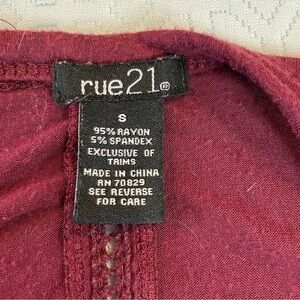 rue21
S
95% RAYON
5% SPANDEX
EXCLUSIVE OF
TRIMS
MADE IN CHINA
RN 70829
SEE REVERSE
FOR CARE